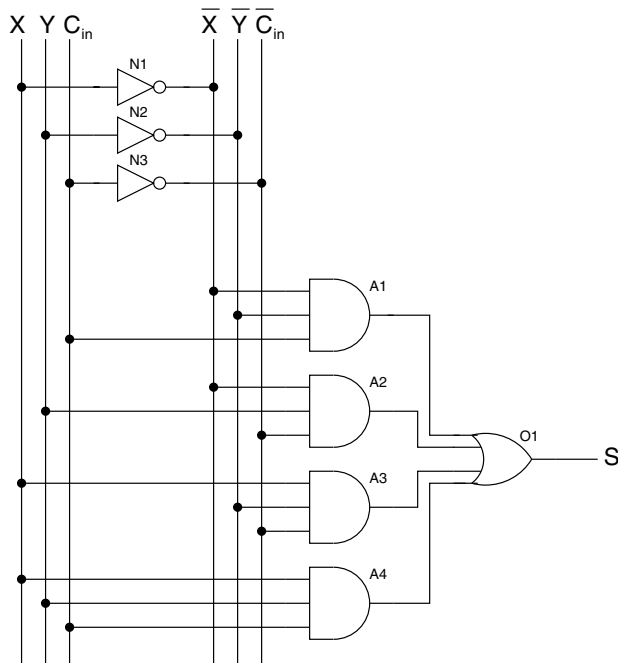 X Y C_in X̅ Y̅ C̅_in
N1
N2
N3
A1
A2
O1
S
A3
A4